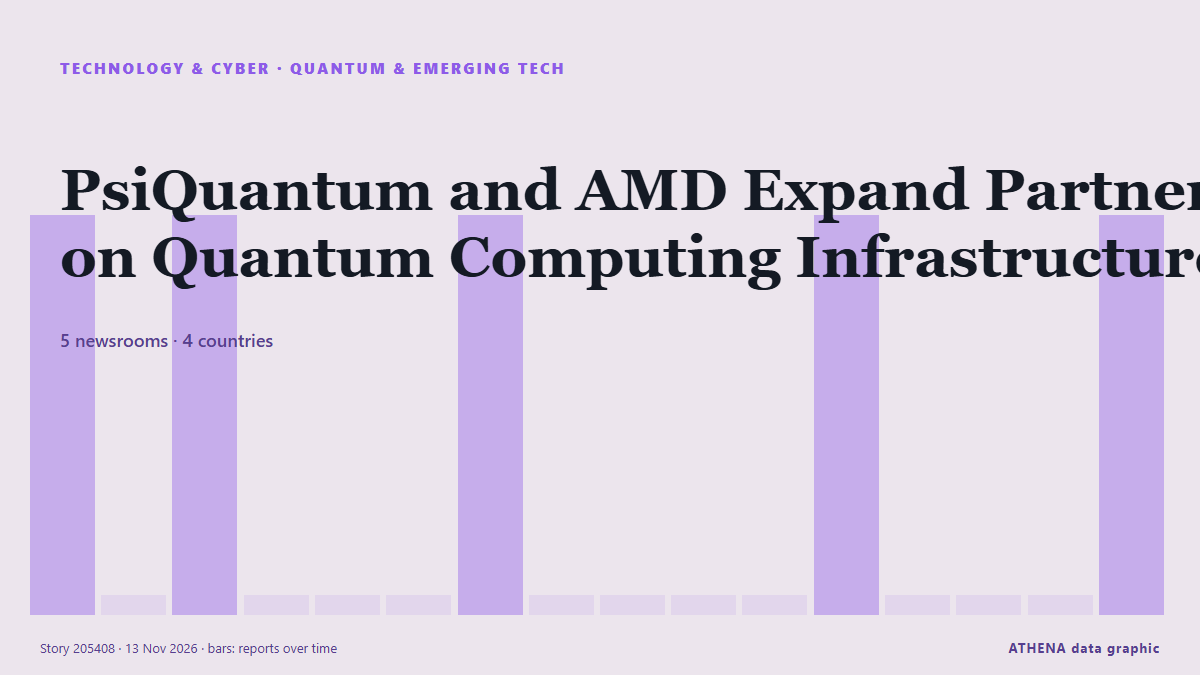 TECHNOLOGY & CYBER · QUANTUM & EMERGING TECH
PsiQuantum and AMD Expand Partner
on Quantum Computing Infrastructure
5 newsrooms · 4 countries
Story 205408 · 13 Nov 2026 · bars: reports over time
ATHENA data graphic